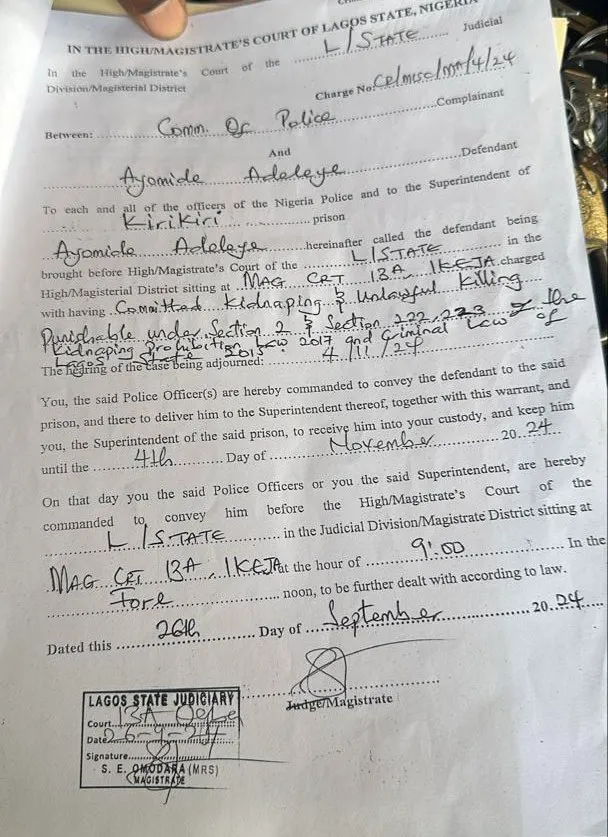 IN THE HIGH/MAGISTRATE'S COURT OF LAGOS STATE, NIGERIA
In the High/Magistrate's Court of the L/STATE Judicial
Division/Magisterial District
Charge No: CP/misc/ /4/24
Between: Comm. Of Police Complainant
And
Ayomide Adeleye Defendant
To each and all of the officers of the Nigeria Police and to the Superintendent of
Kirikiri prison
Ayomide Adeleye hereinafter called the defendant being
brought before High/Magistrate's Court of the L/STATE in the
High/Magisterial District sitting at MAG CRT 13A, IKEJA charged
with having Committed Kidnaping & Unlawful Killing
Punishable under Section 2 & Section 222, 223 of the
Kidnaping Prohibition Law 2017 and Criminal Law of
Lagos State 2015
The hearing of the case being adjourned: 4/11/24
You, the said Police Officer(s) are hereby commanded to convey the defendant to the said
prison, and there to deliver him to the Superintendent thereof, together with this warrant, and
you, the Superintendent of the said prison, to receive him into your custody, and keep him
until the 4th Day of November 20 24
On that day you the said Police Officers or you the said Superintendent, are hereby
commanded to convey him before the High/Magistrate's Court of the
L/STATE in the Judicial Division/Magistrate District sitting at
MAG CRT 13A, IKEJA at the hour of 9:00 In the
Fore noon, to be further dealt with according to law.
Dated this 26th Day of September 20 24
Judge/Magistrate
LAGOS STATE JUDICIARY
Court 13A
Date 26-9-24
Signature
S. E. OMODARA (MRS)
MAGISTRATE